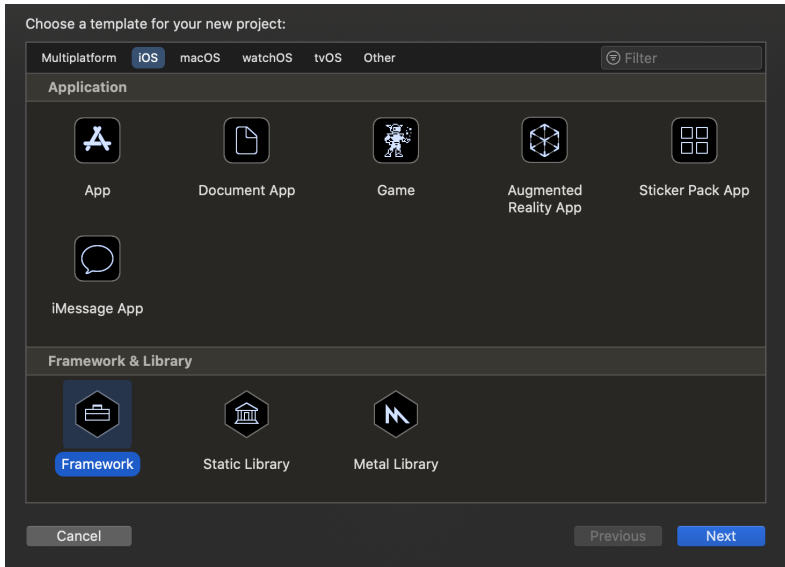 Choose a template for your new project:
Multiplatform iOS macOS watchOS tvOS Other Filter
Application
App Document App Game Augmented Reality App Sticker Pack App
iMessage App
Framework & Library
Framework Static Library Metal Library
Cancel Previous Next